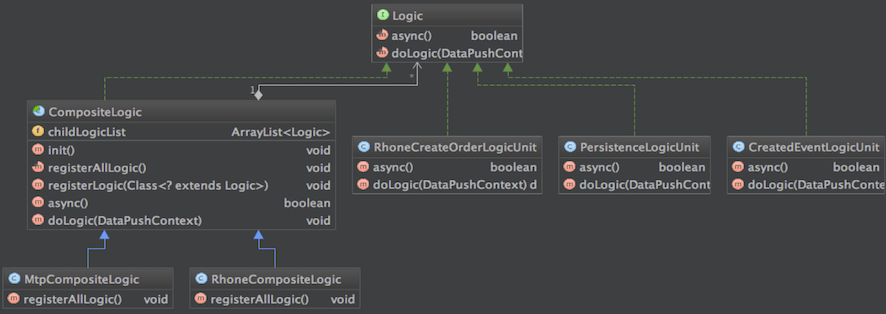 Logic
async() boolean
doLogic(DataPushCont
*
1
CompositeLogic
childLogicList ArrayList<Logic>
init() void
registerAllLogic() void
registerLogic(Class<? extends Logic>) void
async() boolean
doLogic(DataPushContext) void
RhoneCreateOrderLogicUnit
async() boolean
doLogic(DataPushContext) d
PersistenceLogicUnit
async() boolean
doLogic(DataPushConte
CreatedEventLogicUnit
async() boolean
doLogic(DataPushConte
MtpCompositeLogic
registerAllLogic() void
RhoneCompositeLogic
registerAllLogic() void